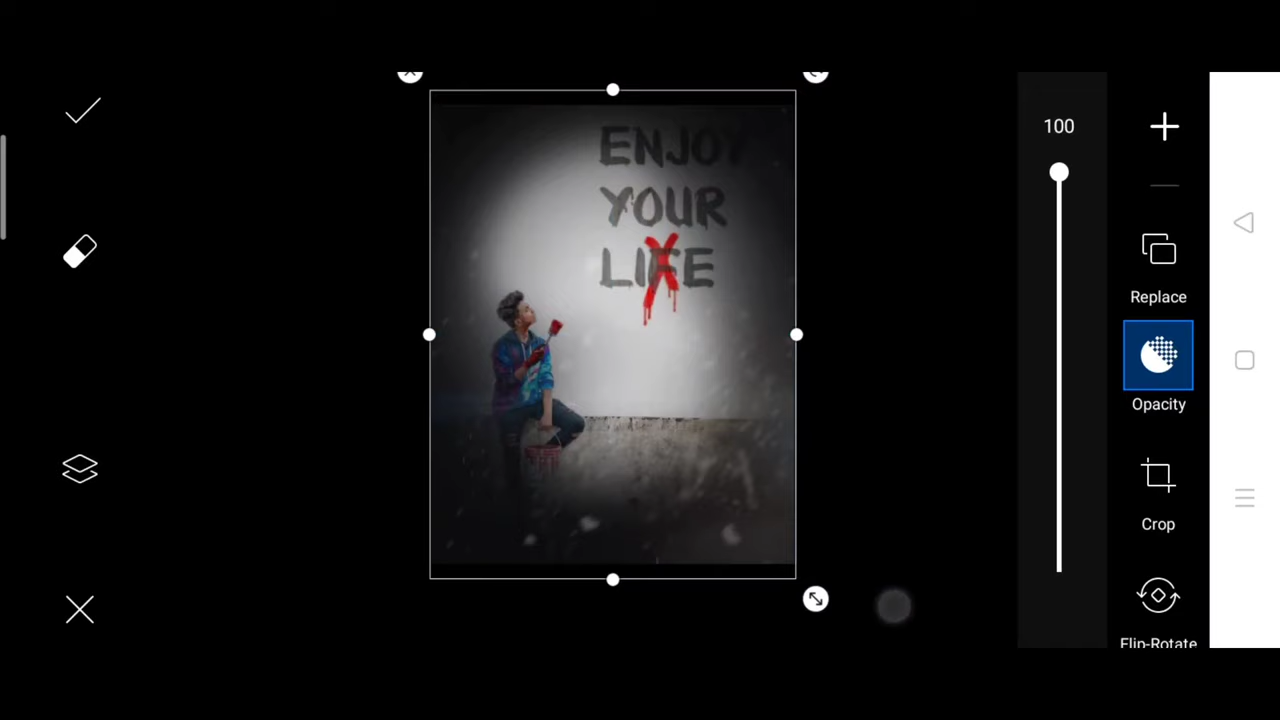 ENJOY
YOUR
LIFE
100
Replace
Opacity
Crop
Flip-Rotate